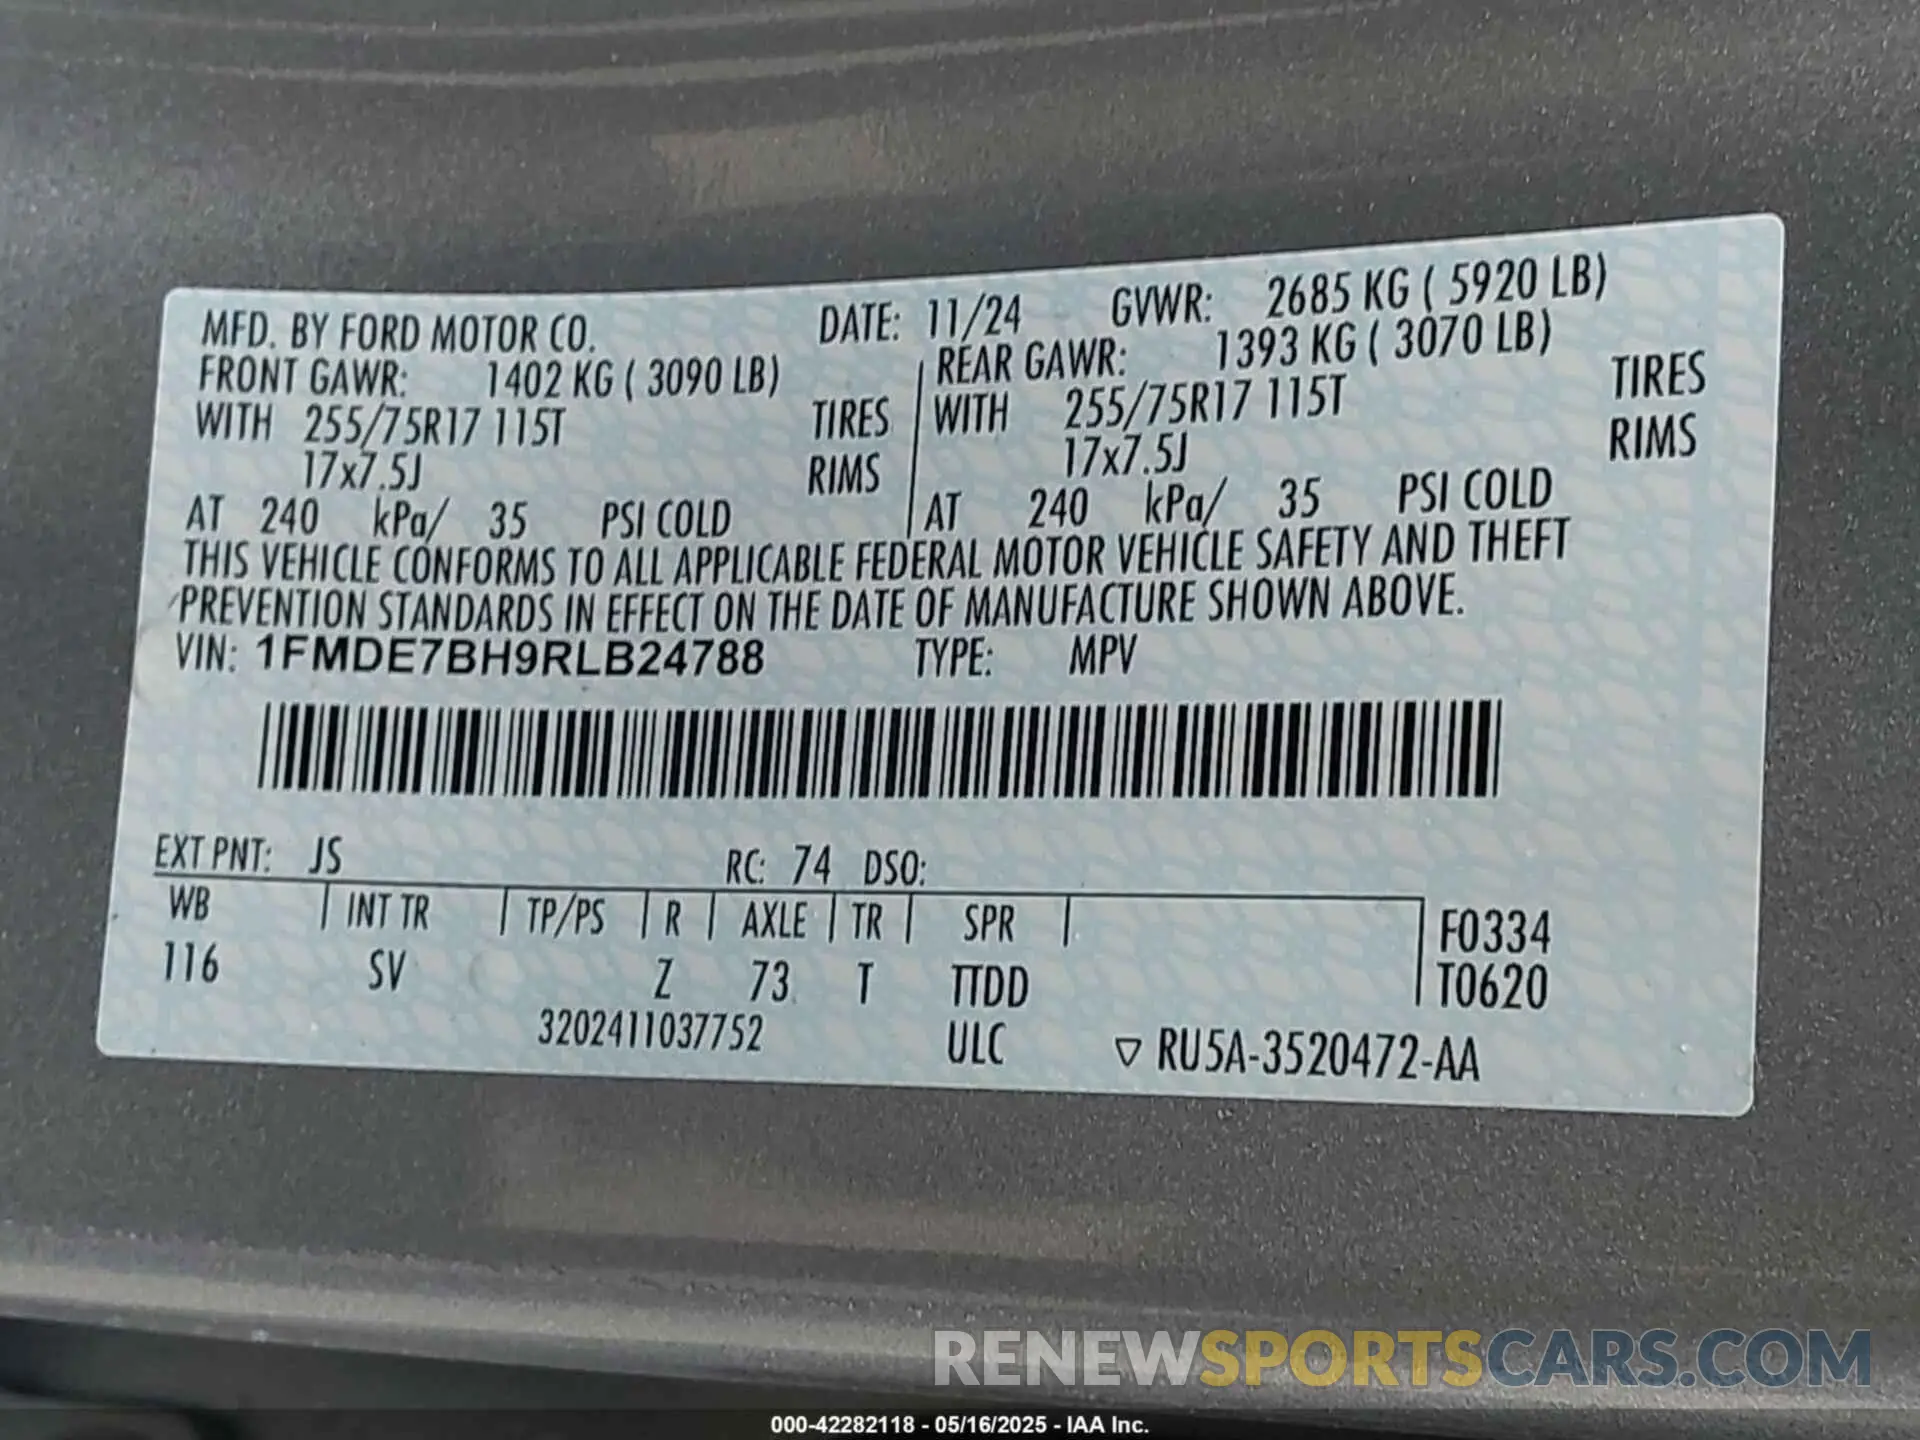 MFD. BY FORD MOTOR CO. DATE: 11/24 GVWR: 2685 KG ( 5920 LB)
FRONT GAWR: 1402 KG ( 3090 LB) REAR GAWR: 1393 KG ( 3070 LB)
WITH 255/75R17 115T TIRES WITH 255/75R17 115T TIRES
17x7.5J RIMS 17x7.5J RIMS
AT 240 kPa/ 35 PSI COLD AT 240 kPa/ 35 PSI COLD
THIS VEHICLE CONFORMS TO ALL APPLICABLE FEDERAL MOTOR VEHICLE SAFETY AND THEFT
PREVENTION STANDARDS IN EFFECT ON THE DATE OF MANUFACTURE SHOWN ABOVE.
VIN: 1FMDE7BH9RLB24788 TYPE: MPV
EXT PNT: JS RC: 74 DSO:
WB INT TR TP/PS R AXLE TR SPR F0334
116 SV Z 73 T TTDD T0620
3202411037752 ULC ▽ RU5A-3520472-AA
RENEWSPORTSCARS.COM
000-42282118 - 05/16/2025 - IAA Inc.